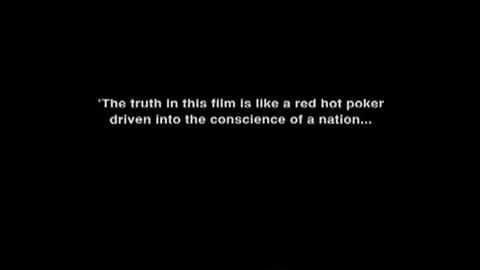 'The truth in this film is like a red hot poker
driven into the conscience of a nation...